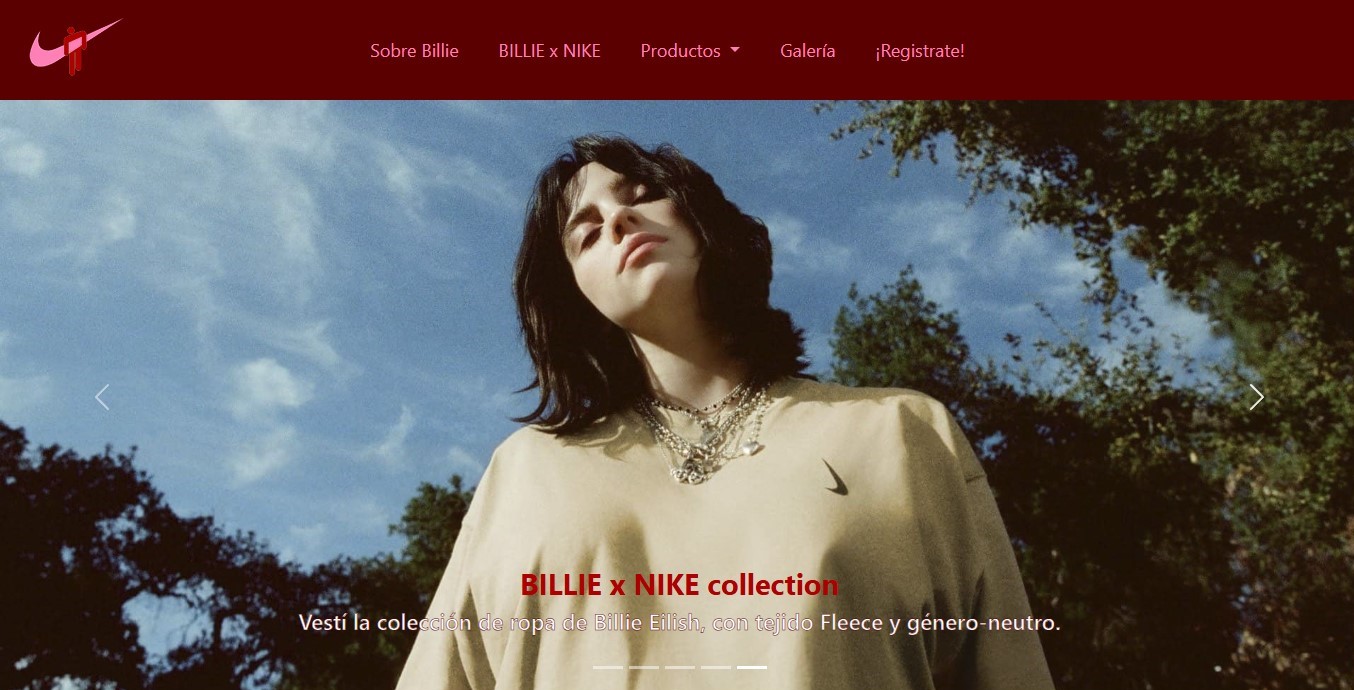 Sobre Billie
BILLIE x NIKE
Productos
Galería
¡Registrate!
BILLIE x NIKE collection
Vestí la colección de ropa de Billie Eilish, con tejido Fleece y género-neutro.